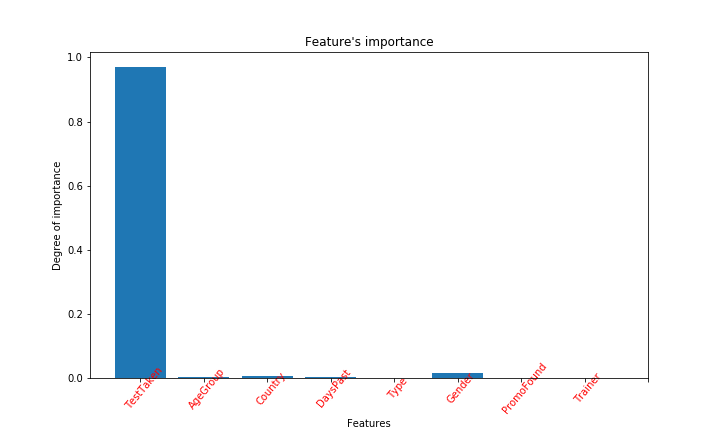 Feature's importance
1.0
0.8
0.6
0.4
0.2
0.0
Degree of importance
TestTaken
AgeGroup
Country
DaysPast
Type
Gender
PromoFound
Trainer
Features